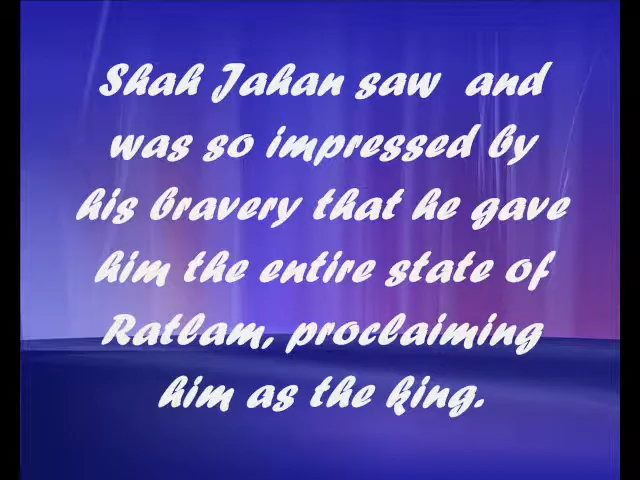 Shah Jahan saw and
was so impressed by
his bravery that he gave
him the entire state of
Ratlam, proclaiming
him as the king.